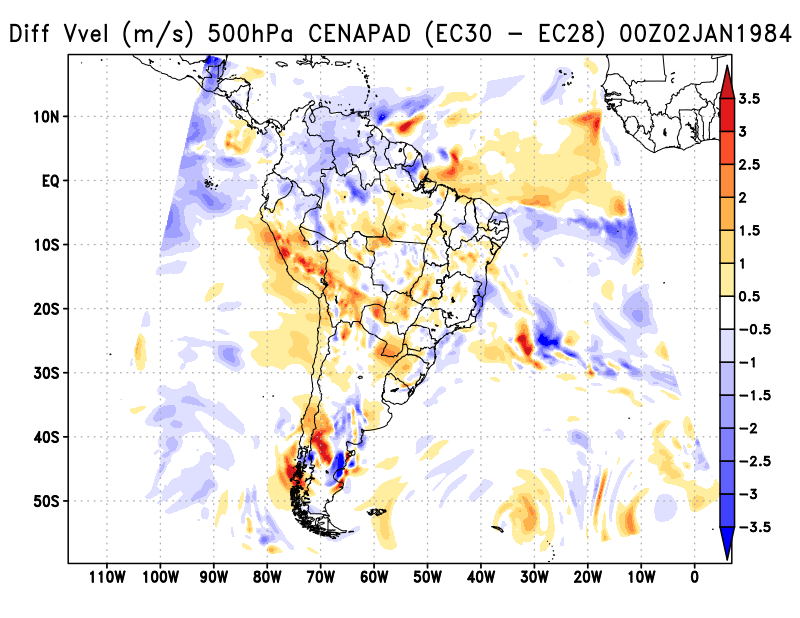 Diff Vvel (m/s) 500hPa CENAPAD (EC30 − EC28) 00Z02JAN1984
10N
EQ
10S
20S
30S
40S
50S
110W 100W 90W 80W 70W 60W 50W 40W 30W 20W 10W 0
3.5
3
2.5
2
1.5
1
0.5
−0.5
−1
−1.5
−2
−2.5
−3
−3.5